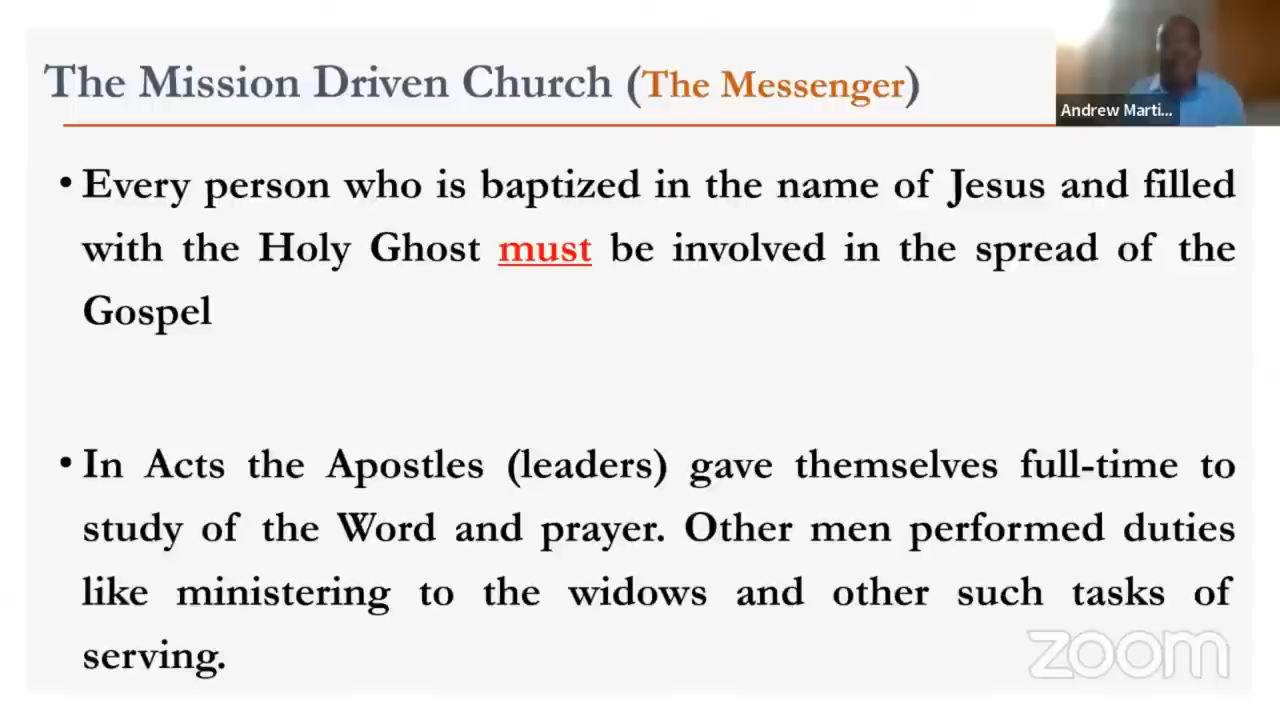 The Mission Driven Church (The Messenger)
Andrew Marti...
• Every person who is baptized in the name of Jesus and filled
with the Holy Ghost must be involved in the spread of the
Gospel
• In Acts the Apostles (leaders) gave themselves full-time to
study of the Word and prayer. Other men performed duties
like ministering to the widows and other such tasks of
serving.
zoom